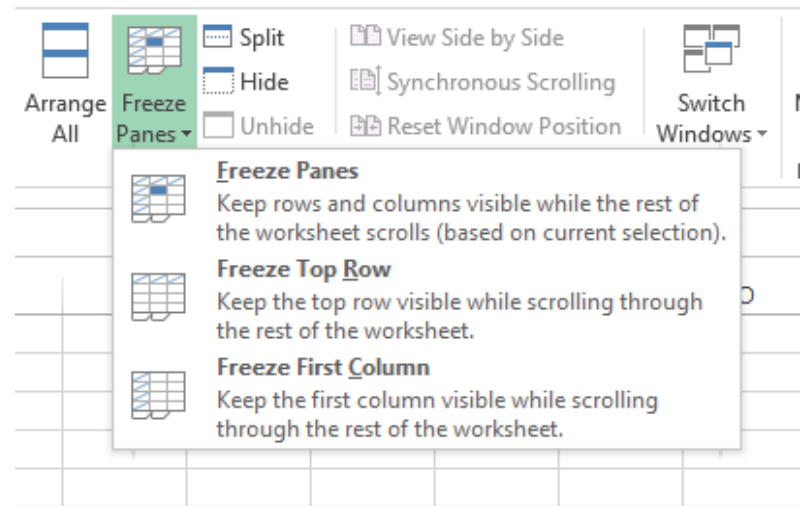 Arrange
All
Freeze
Panes
Split
Hide
Unhide
View Side by Side
Synchronous Scrolling
Reset Window Position
Switch
Windows
Freeze Panes
Keep rows and columns visible while the rest of
the worksheet scrolls (based on current selection).
Freeze Top Row
Keep the top row visible while scrolling through
the rest of the worksheet.
Freeze First Column
Keep the first column visible while scrolling
through the rest of the worksheet.